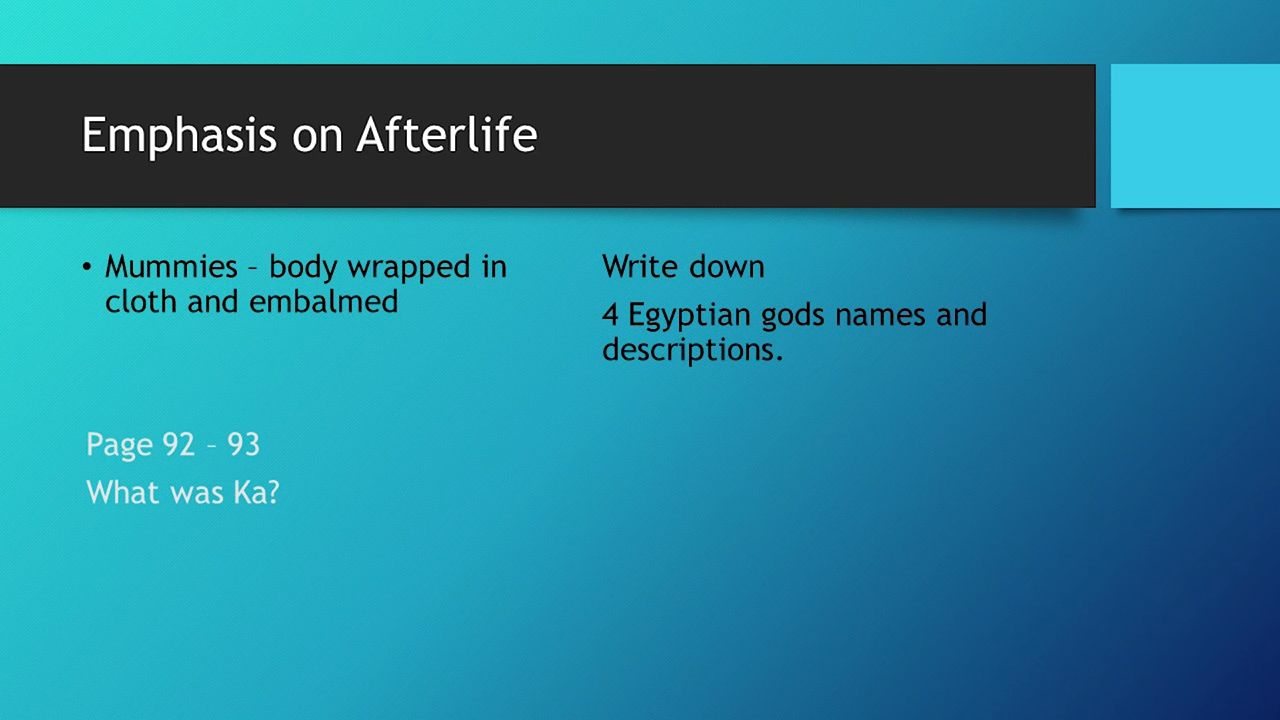 Emphasis on Afterlife
• Mummies – body wrapped in
cloth and embalmed
Page 92 – 93
What was Ka?
Write down
4 Egyptian gods names and
descriptions.